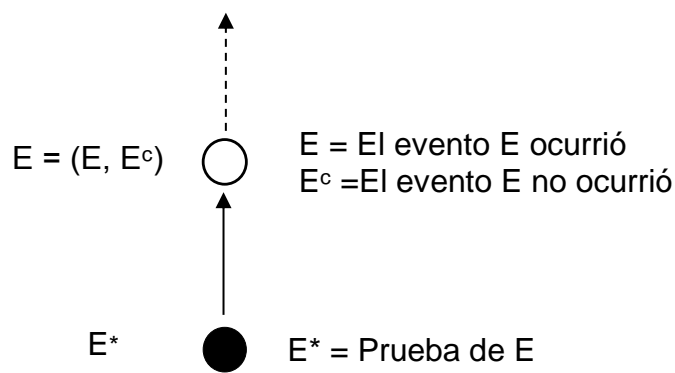 E = (E, Eᶜ)
E = El evento E ocurrió
Eᶜ =El evento E no ocurrió
E*
E* = Prueba de E